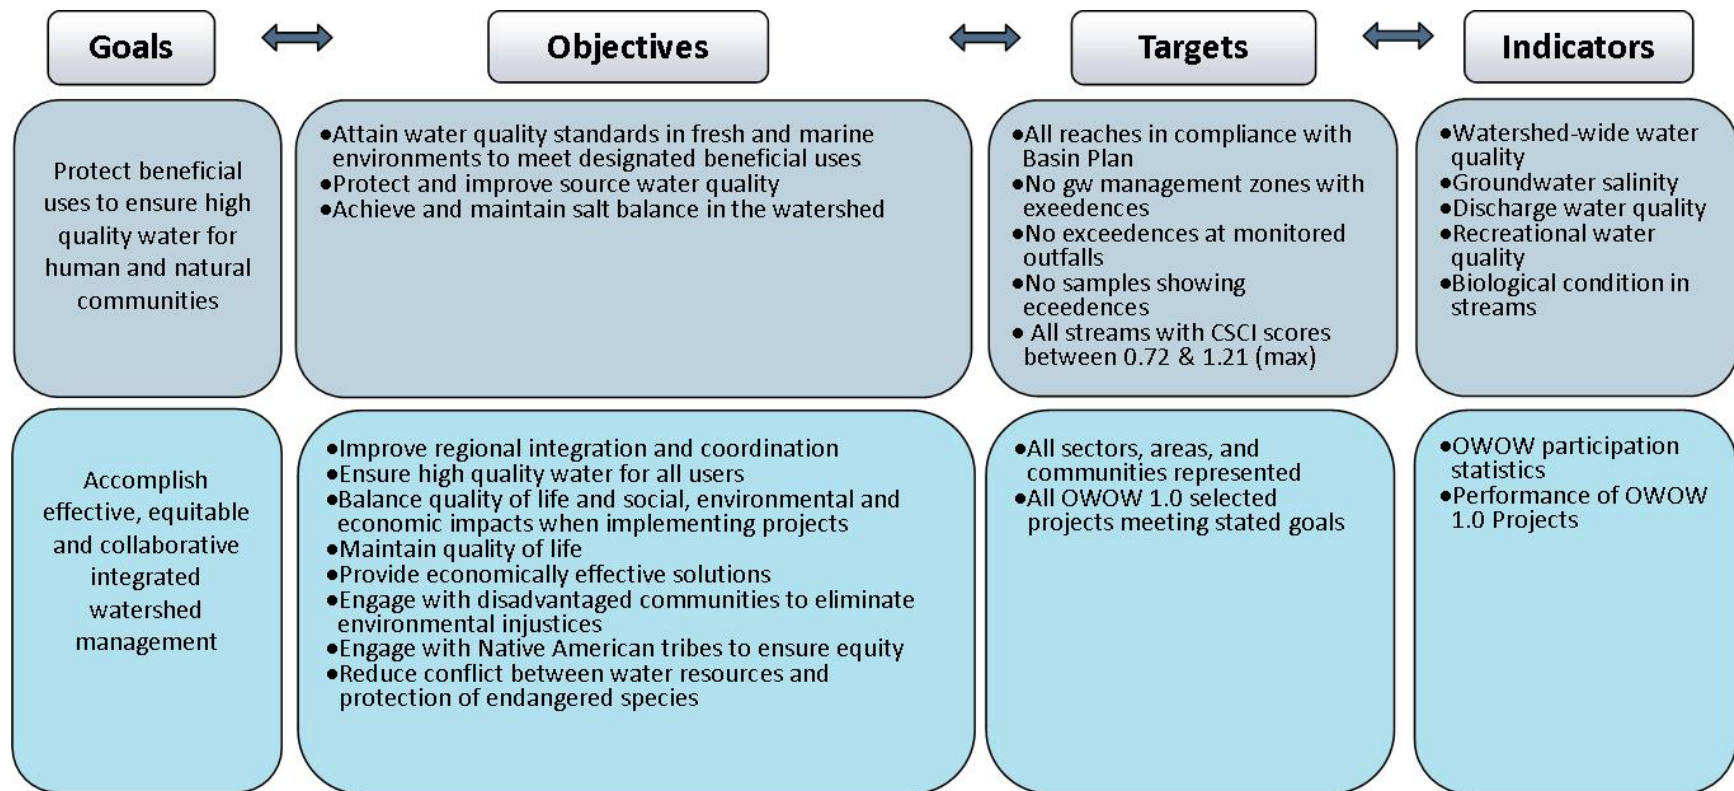 Goals
Objectives
Targets
Indicators
Protect beneficial
uses to ensure high
quality water for
human and natural
communities
•Attain water quality standards in fresh and marine
environments to meet designated beneficial uses
•Protect and improve source water quality
•Achieve and maintain salt balance in the watershed
•All reaches in compliance with
Basin Plan
•No gw management zones with
exeedences
•No exceedences at monitored
outfalls
•No samples showing
eceedences
• All streams with CSCI scores
between 0.72 & 1.21 (max)
•Watershed-wide water
quality
•Groundwater salinity
•Discharge water quality
•Recreational water
quality
•Biological condition in
streams
Accomplish
effective, equitable
and collaborative
integrated
watershed
management
•Improve regional integration and coordination
•Ensure high quality water for all users
•Balance quality of life and social, environmental and
economic impacts when implementing projects
•Maintain quality of life
•Provide economically effective solutions
•Engage with disadvantaged communities to eliminate
environmental injustices
•Engage with Native American tribes to ensure equity
•Reduce conflict between water resources and
protection of endangered species
•All sectors, areas, and
communities represented
•All OWOW 1.0 selected
projects meeting stated goals
•OWOW participation
statistics
•Performance of OWOW
1.0 Projects